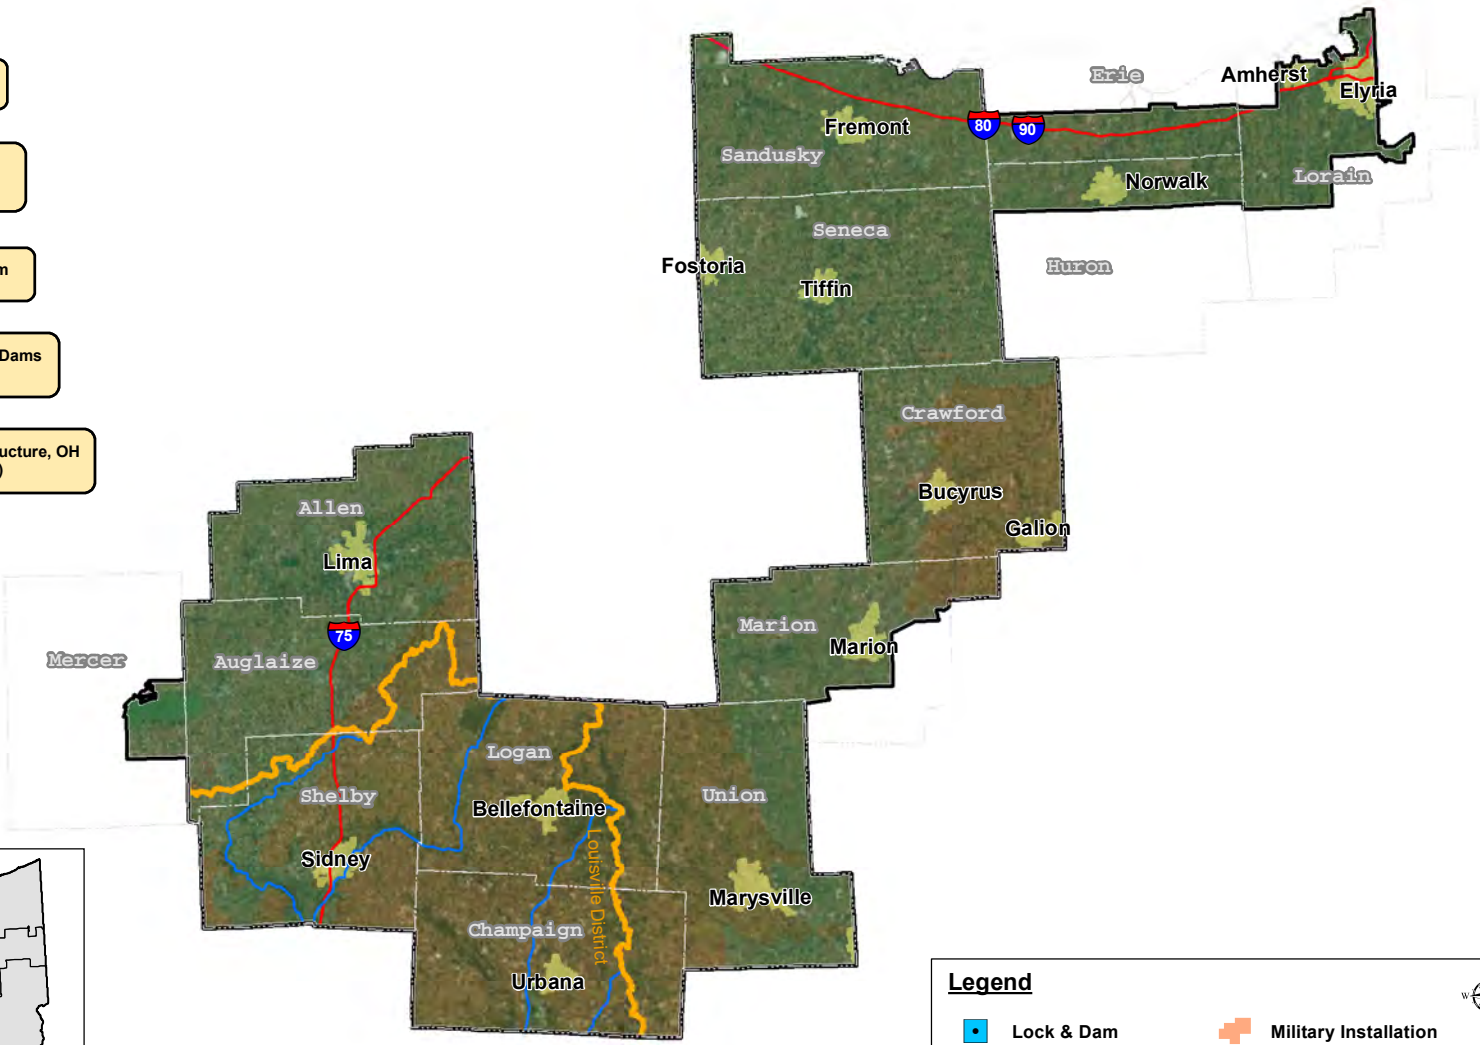 Erie
Amherst
Elyria
Fremont
80
90
Sandusky
Norwalk
Lorain
Seneca
Fostoria
Huron
Tiffin
Dams
Crawford
ucture, OH
)
Bucyrus
Allen
Galion
Lima
Marion
75
Marion
Mercer
Auglaize
Logan
Shelby
Union
Bellefontaine
Louisville District
Sidney
Marysville
Champaign
Urbana
Legend
W
Lock & Dam
Military Installation